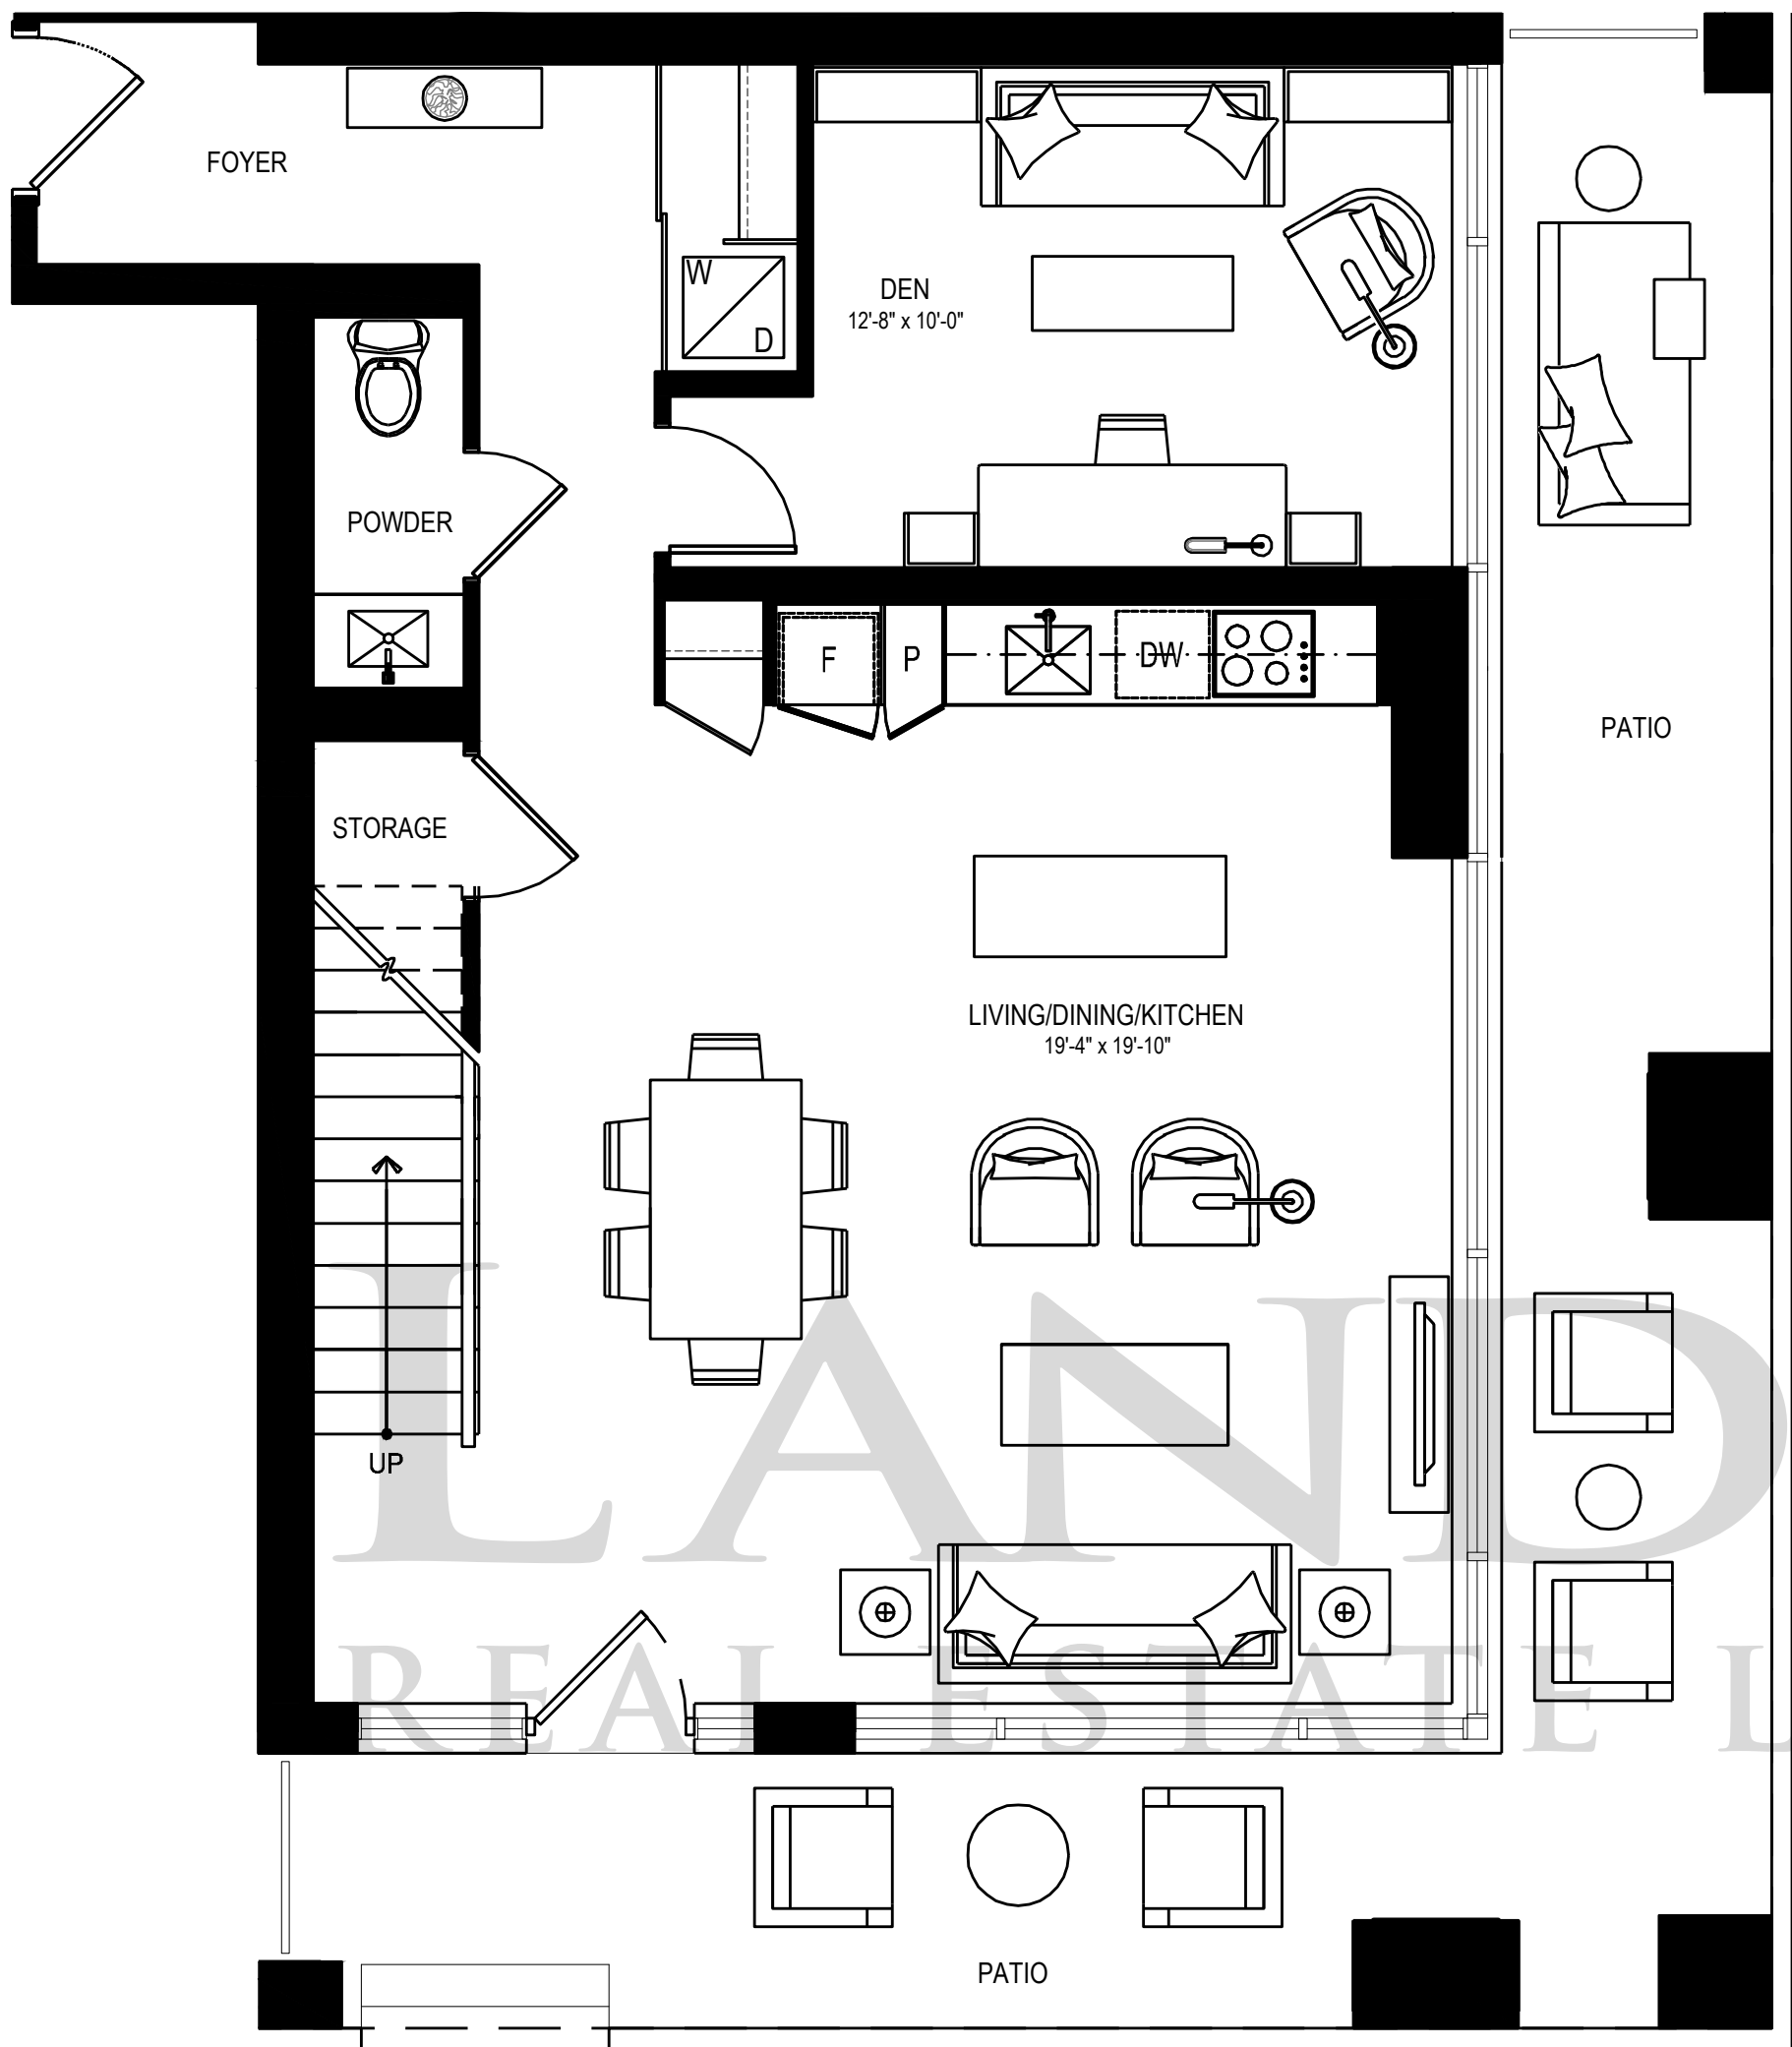 FOYER
W
D
DEN
12'-8" x 10'-0"
POWDER
F
P
DW
PATIO
STORAGE
LIVING/DINING/KITCHEN
19'-4" x 19'-10"
UP
LAND
REAL ESTATE L
PATIO